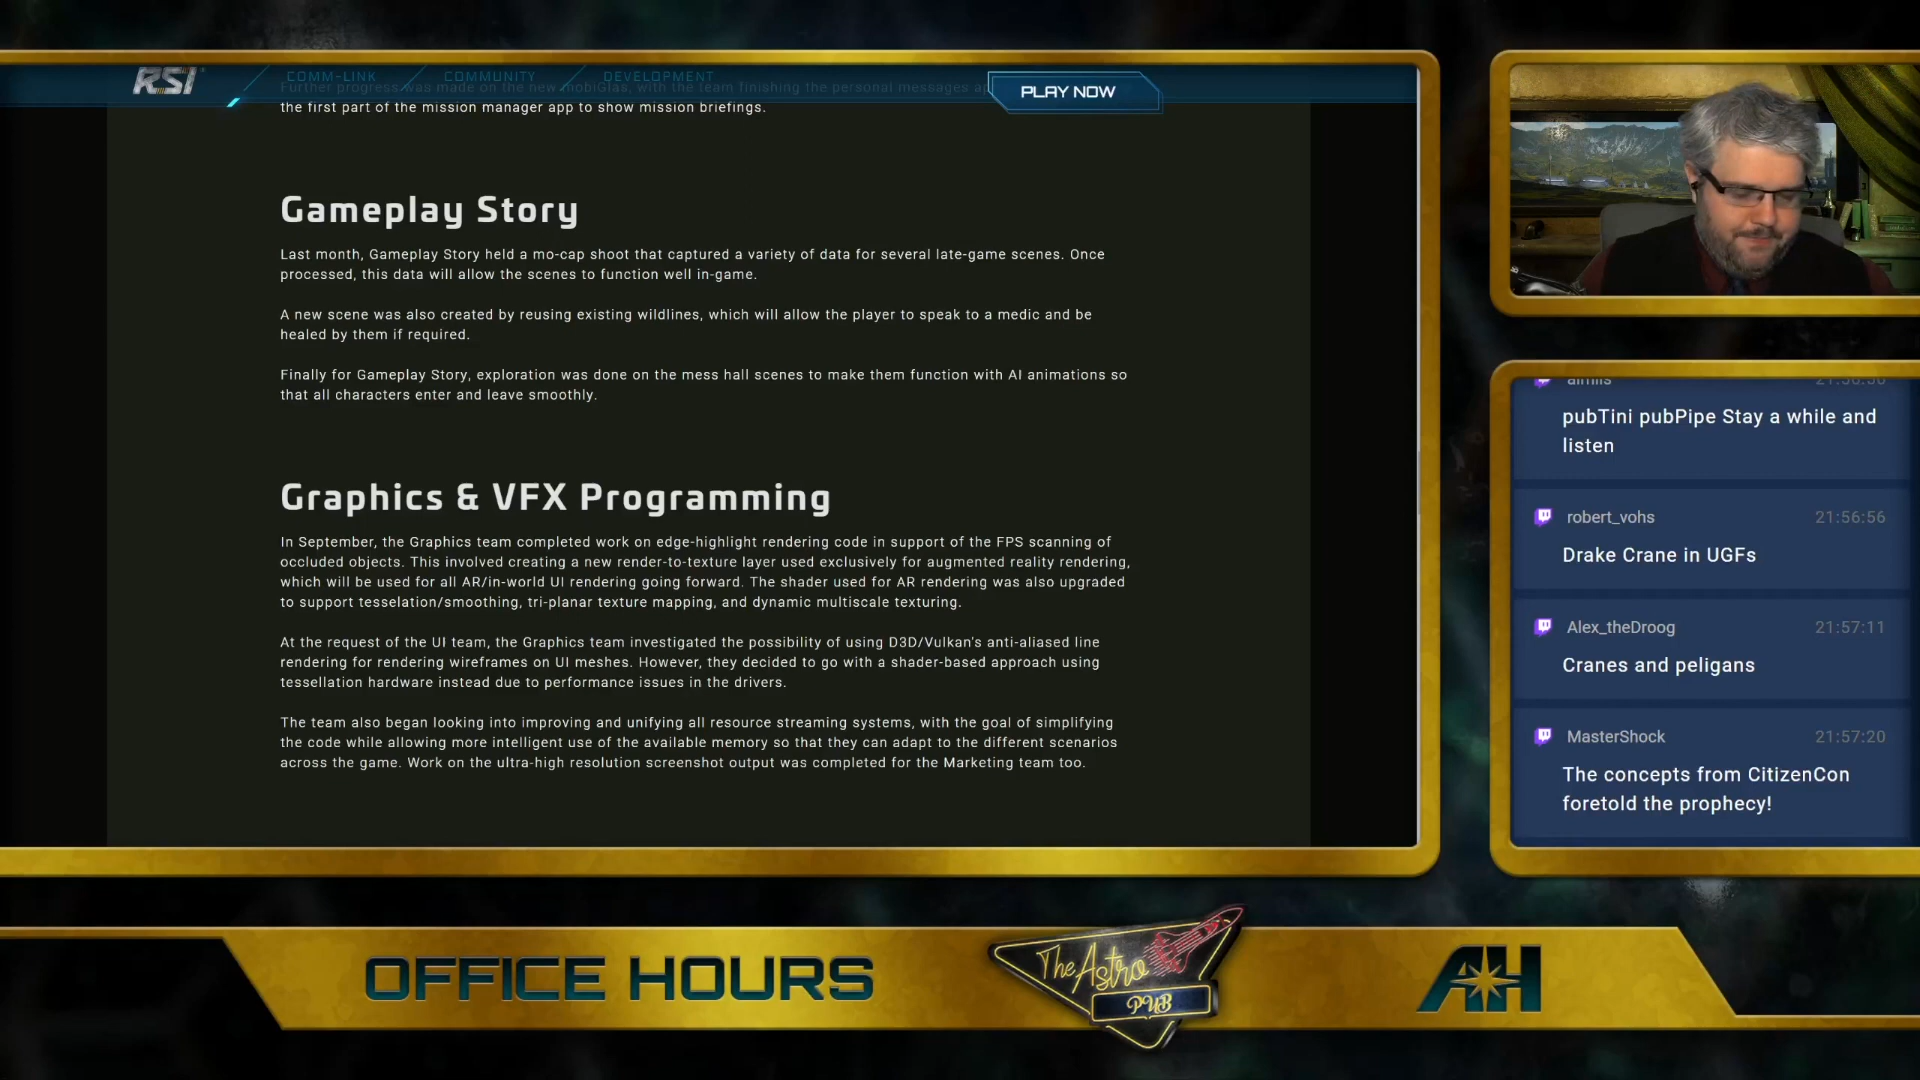 RSI
COMM-LINK
COMMUNITY
DEVELOPMENT
PLAY NOW
Further progress was made on the new mobiGlas, with the team finishing the personal messages
the first part of the mission manager app to show mission briefings.
Gameplay Story
Last month, Gameplay Story held a mo-cap shoot that captured a variety of data for several late-game scenes. Once
processed, this data will allow the scenes to function well in-game.
A new scene was also created by reusing existing wildlines, which will allow the player to speak to a medic and be
healed by them if required.
Finally for Gameplay Story, exploration was done on the mess hall scenes to make them function with AI animations so
that all characters enter and leave smoothly.
Graphics & VFX Programming
In September, the Graphics team completed work on edge-highlight rendering code in support of the FPS scanning of
occluded objects. This involved creating a new render-to-texture layer used exclusively for augmented reality rendering,
which will be used for all AR/in-world UI rendering going forward. The shader used for AR rendering was also upgraded
to support tesselation/smoothing, tri-planar texture mapping, and dynamic multiscale texturing.
At the request of the UI team, the Graphics team investigated the possibility of using D3D/Vulkan's anti-aliased line
rendering for rendering wireframes on UI meshes. However, they decided to go with a shader-based approach using
tessellation hardware instead due to performance issues in the drivers.
The team also began looking into improving and unifying all resource streaming systems, with the goal of simplifying
the code while allowing more intelligent use of the available memory so that they can adapt to the different scenarios
across the game. Work on the ultra-high resolution screenshot output was completed for the Marketing team too.
pubTini pubPipe Stay a while and
listen
robert_vohs 21:56:56
Drake Crane in UGFs
Alex_theDroog 21:57:11
Cranes and peligans
MasterShock 21:57:20
The concepts from CitizenCon
foretold the prophecy!
OFFICE HOURS
The Astro
PUB
AH